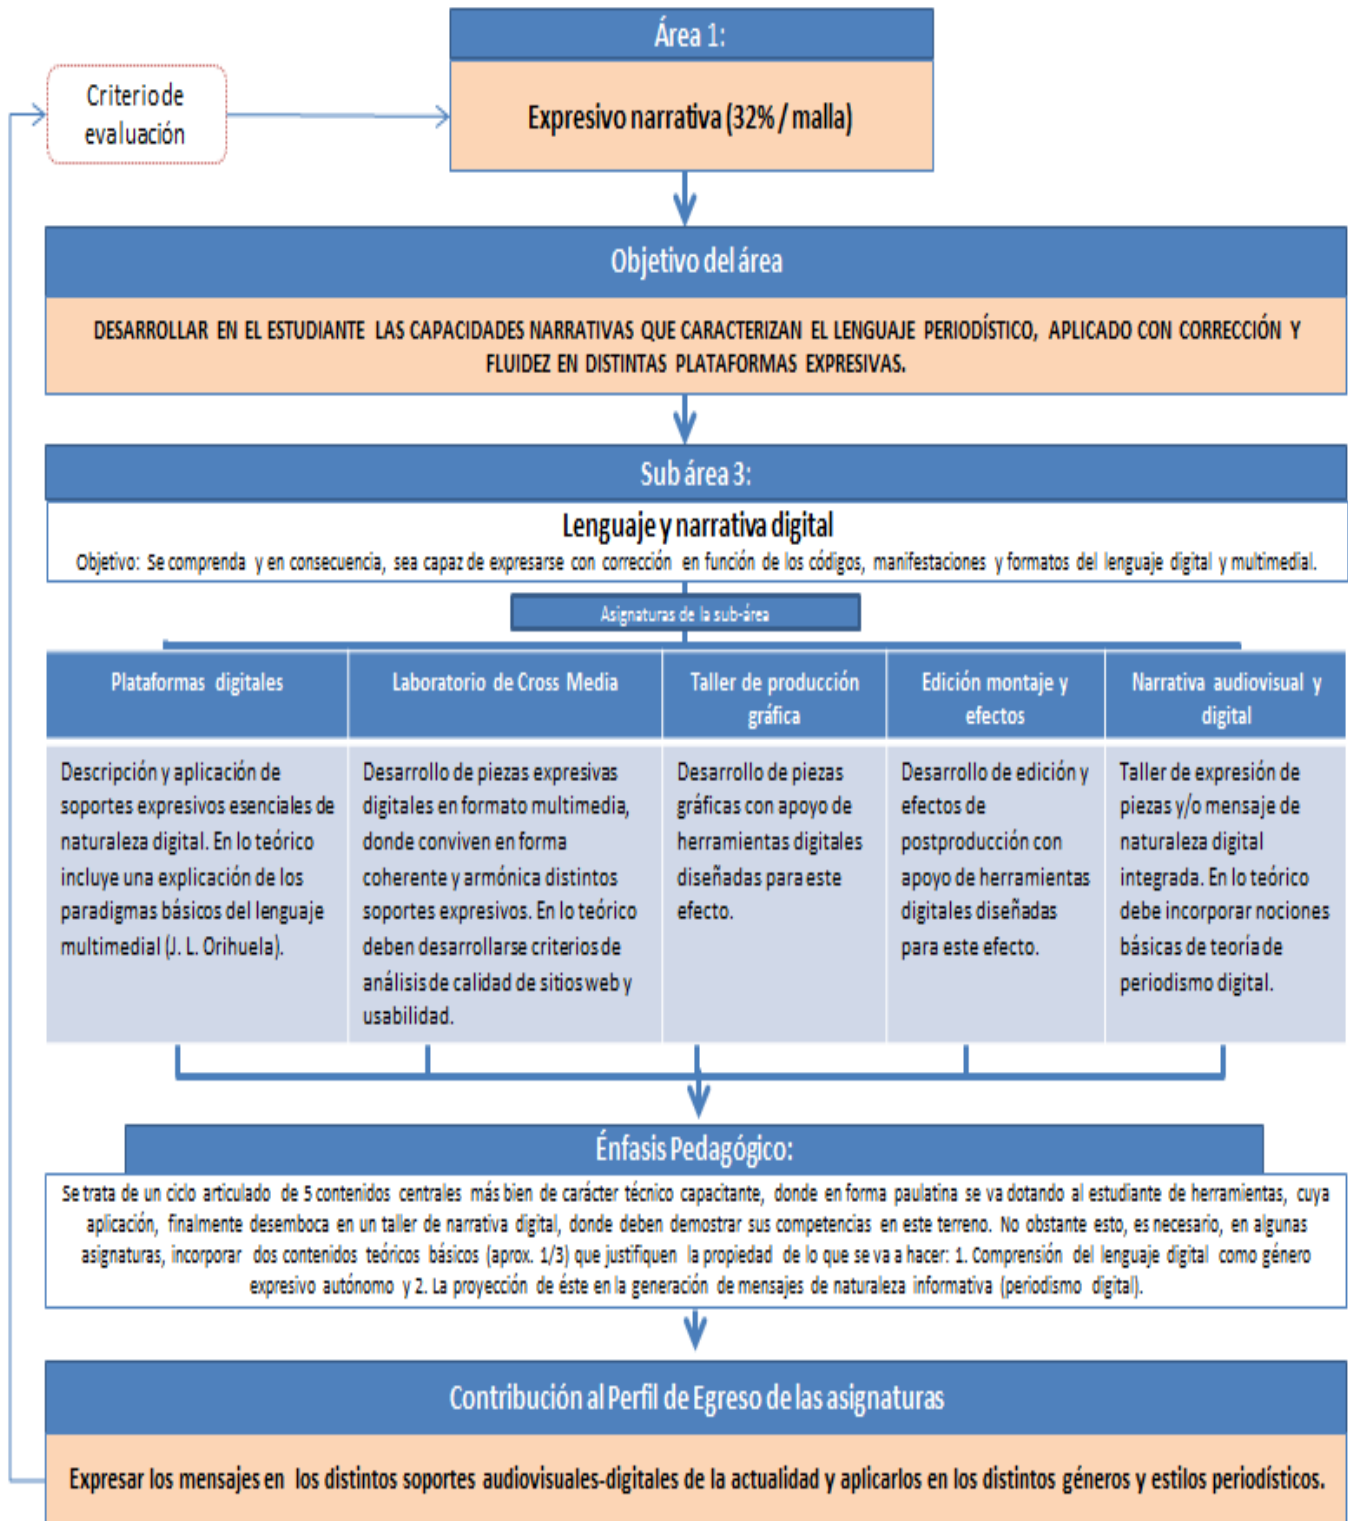 Área 1:
Expresivo narrativa (32% / malla)
Criterio de
evaluación
Objetivo del área
DESARROLLAR EN EL ESTUDIANTE LAS CAPACIDADES NARRATIVAS QUE CARACTERIZAN EL LENGUAJE PERIODÍSTICO, APLICADO CON CORRECCIÓN Y
FLUIDEZ EN DISTINTAS PLATAFORMAS EXPRESIVAS.
Sub área 3:
Lenguaje y narrativa digital
Objetivo: Se comprenda y en consecuencia, sea capaz de expresarse con corrección en función de los códigos, manifestaciones y formatos del lenguaje digital y multimedial.
Asignaturas de la sub-área
Plataformas digitales
Descripción y aplicación de
soportes expresivos esenciales de
naturaleza digital. En lo teórico
incluye una explicación de los
paradigmas básicos del lenguaje
multimedial (J. L. Orihuela).
Laboratorio de Cross Media
Desarrollo de piezas expresivas
digitales en formato multimedia,
donde conviven en forma
coherente y armónica distintos
soportes expresivos. En lo teórico
deben desarrollarse criterios de
análisis de calidad de sitios web y
usabilidad.
Taller de producción
gráfica
Desarrollo de piezas
gráficas con apoyo de
herramientas digitales
diseñadas para este
efecto.
Edición montaje y
efectos
Desarrollo de edición y
efectos de
postproducción con
apoyo de herramientas
digitales diseñadas
para este efecto.
Narrativa audiovisual y
digital
Taller de expresión de
piezas y/o mensaje de
naturaleza digital
integrada. En lo teórico
debe incorporar nociones
básicas de teoría de
periodismo digital.
Énfasis Pedagógico:
Se trata de un ciclo articulado de 5 contenidos centrales más bien de carácter técnico capacitante, donde en forma paulatina se va dotando al estudiante de herramientas, cuya
aplicación, finalmente desemboca en un taller de narrativa digital, donde deben demostrar sus competencias en este terreno. No obstante esto, es necesario, en algunas
asignaturas, incorporar dos contenidos teóricos básicos (aprox. 1/3) que justifiquen la propiedad de lo que se va a hacer: 1. Comprensión del lenguaje digital como género
expresivo autónomo y 2. La proyección de éste en la generación de mensajes de naturaleza informativa (periodismo digital).
Contribución al Perfil de Egreso de las asignaturas
Expresar los mensajes en los distintos soportes audiovisuales-digitales de la actualidad y aplicarlos en los distintos géneros y estilos periodísticos.